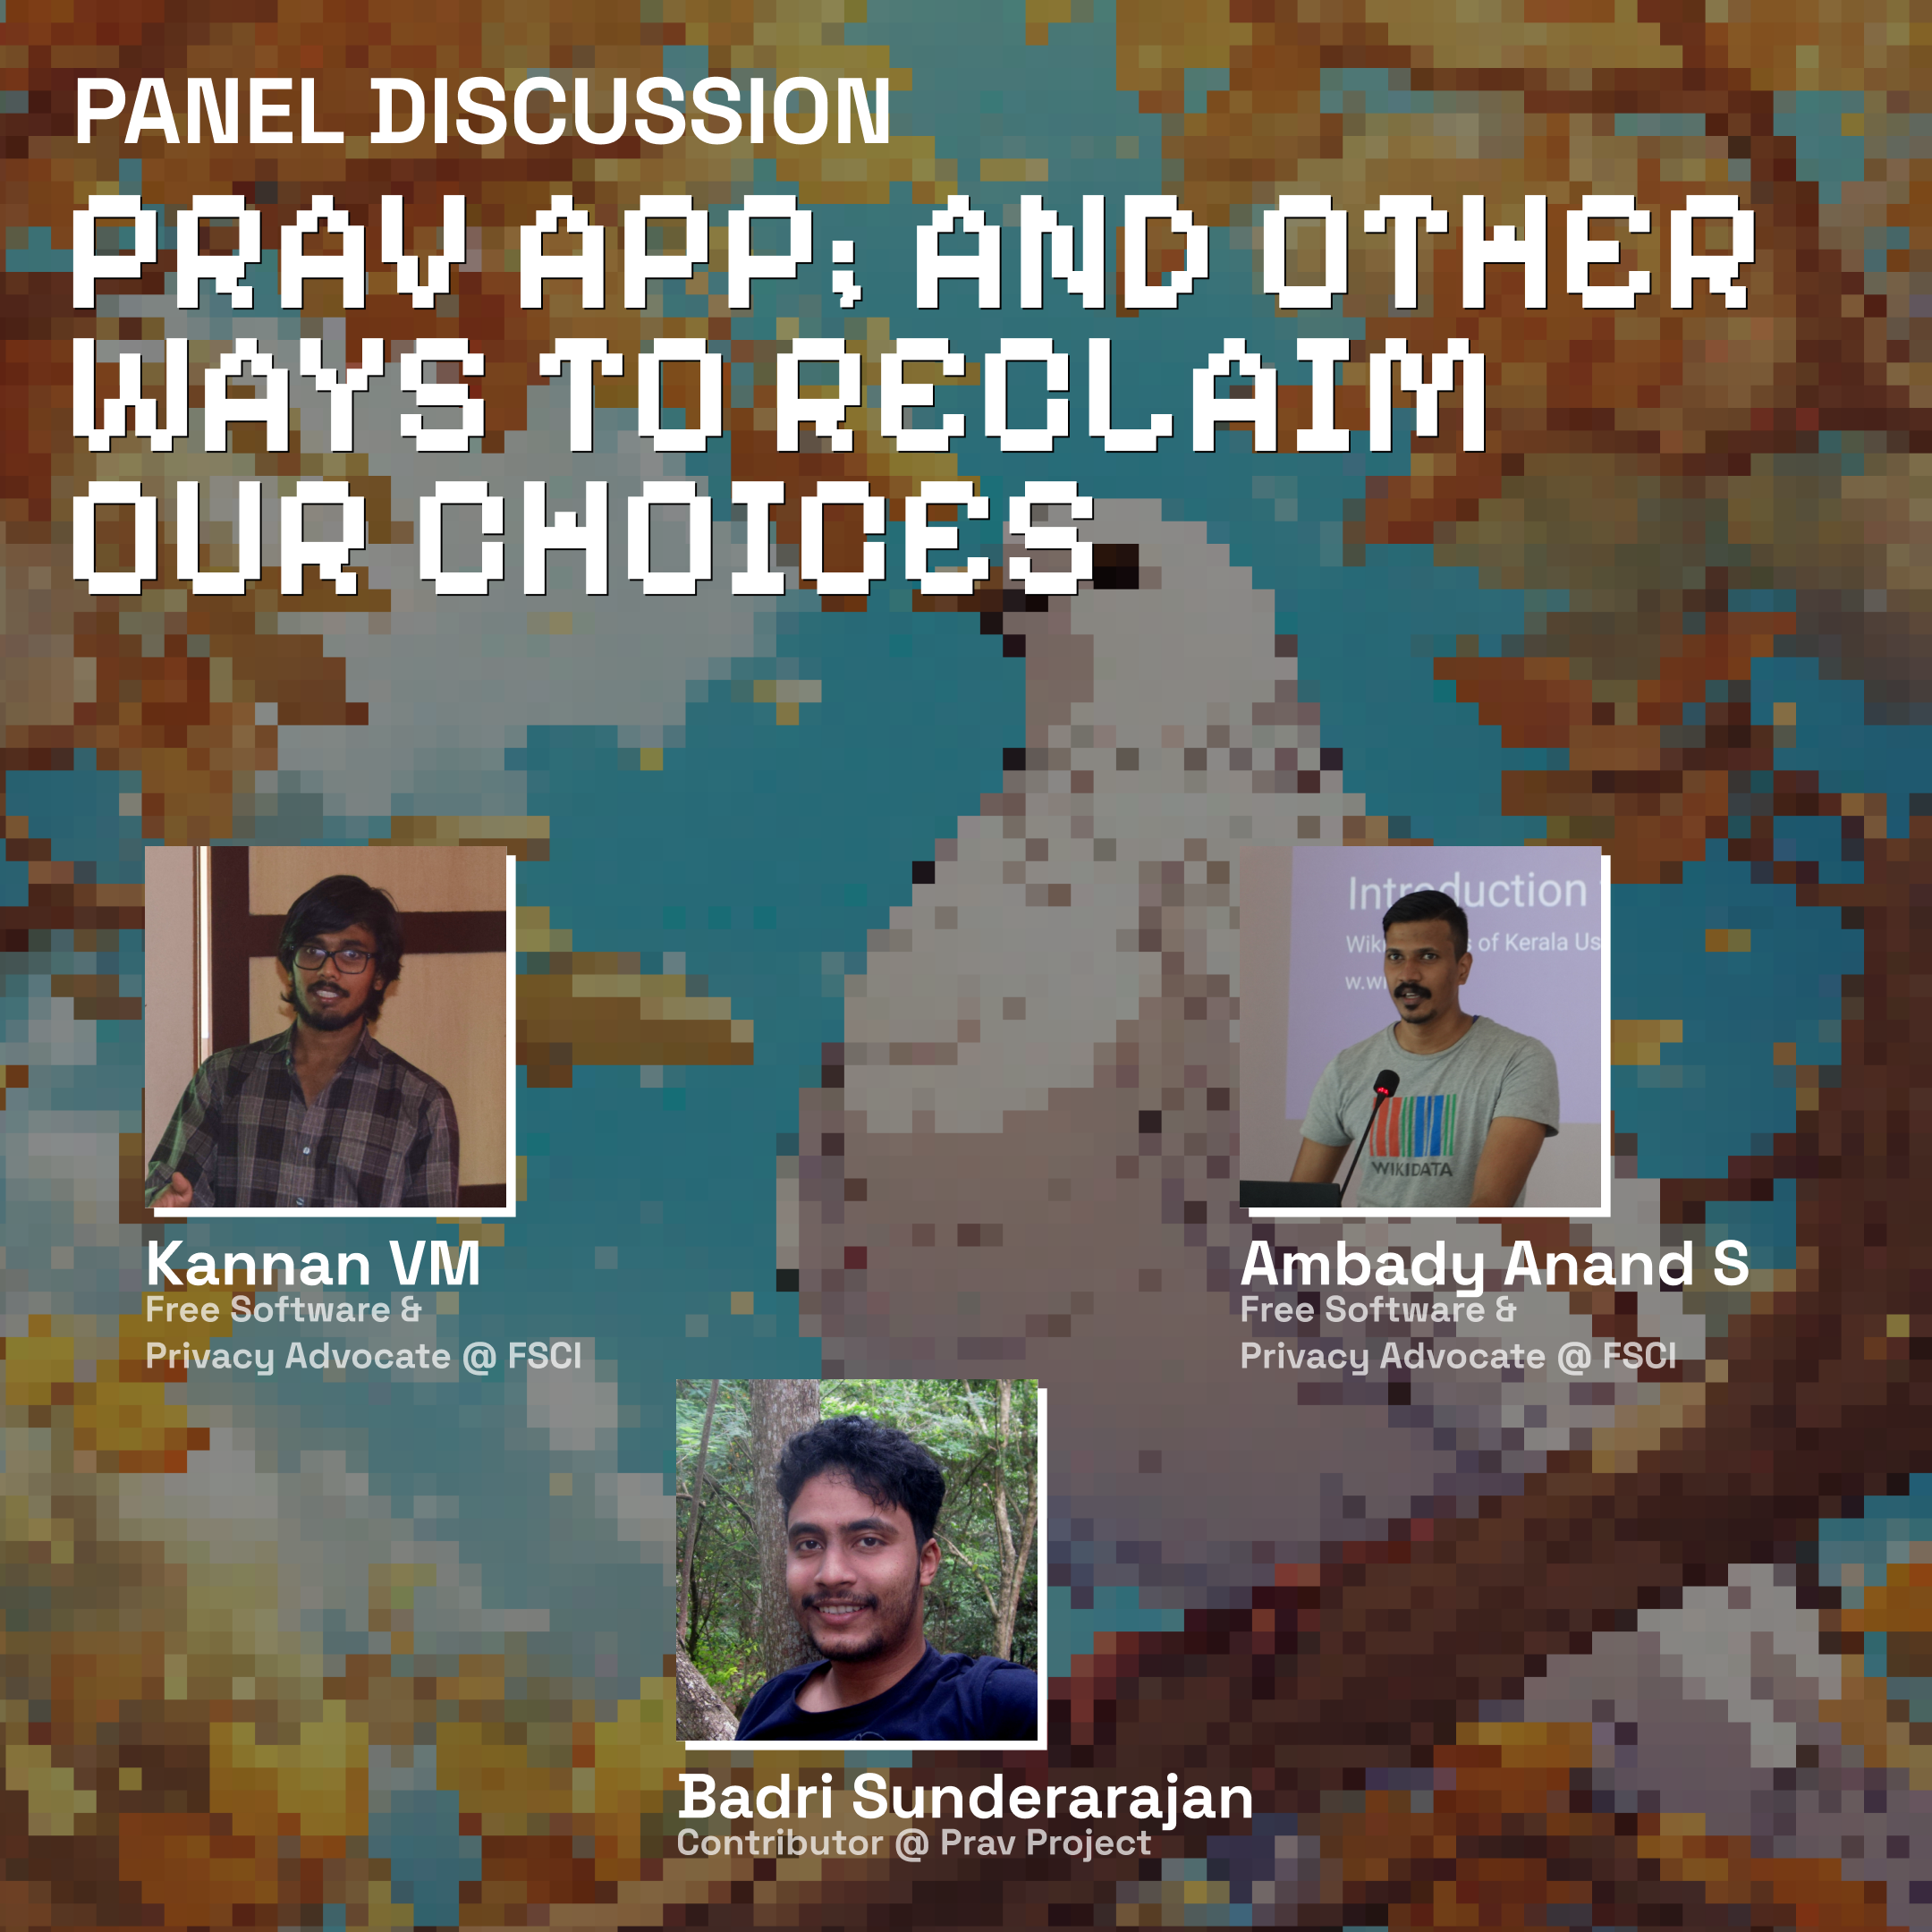 PANEL DISCUSSION
PRAV APP; AND OTHER
WAYS TO RECLAIM
OUR CHOICES
Introduction
of Kerala Us
WIKIDATA
Kannan VM
Free Software &
Privacy Advocate @ FSCI
Ambady Anand S
Free Software &
Privacy Advocate @ FSCI
Badri Sunderarajan
Contributor @ Prav Project